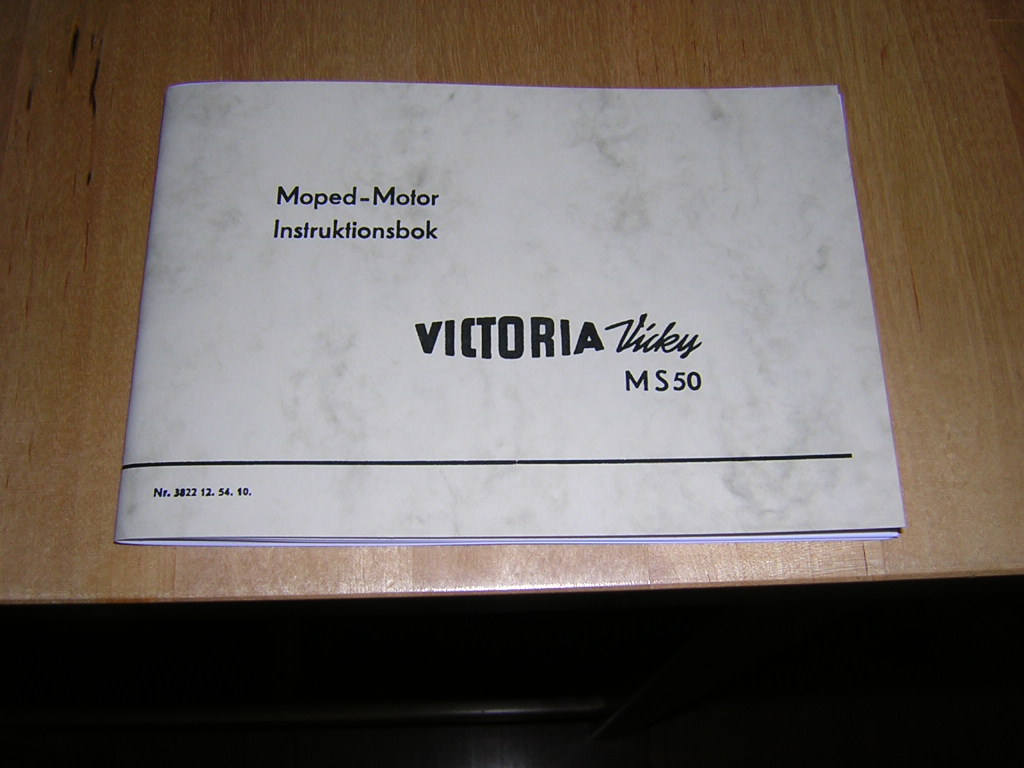 Moped-Motor
Instruktionsbok
VICTORIA Vicky
MS50
Nr. 3822 12. 54. 10.